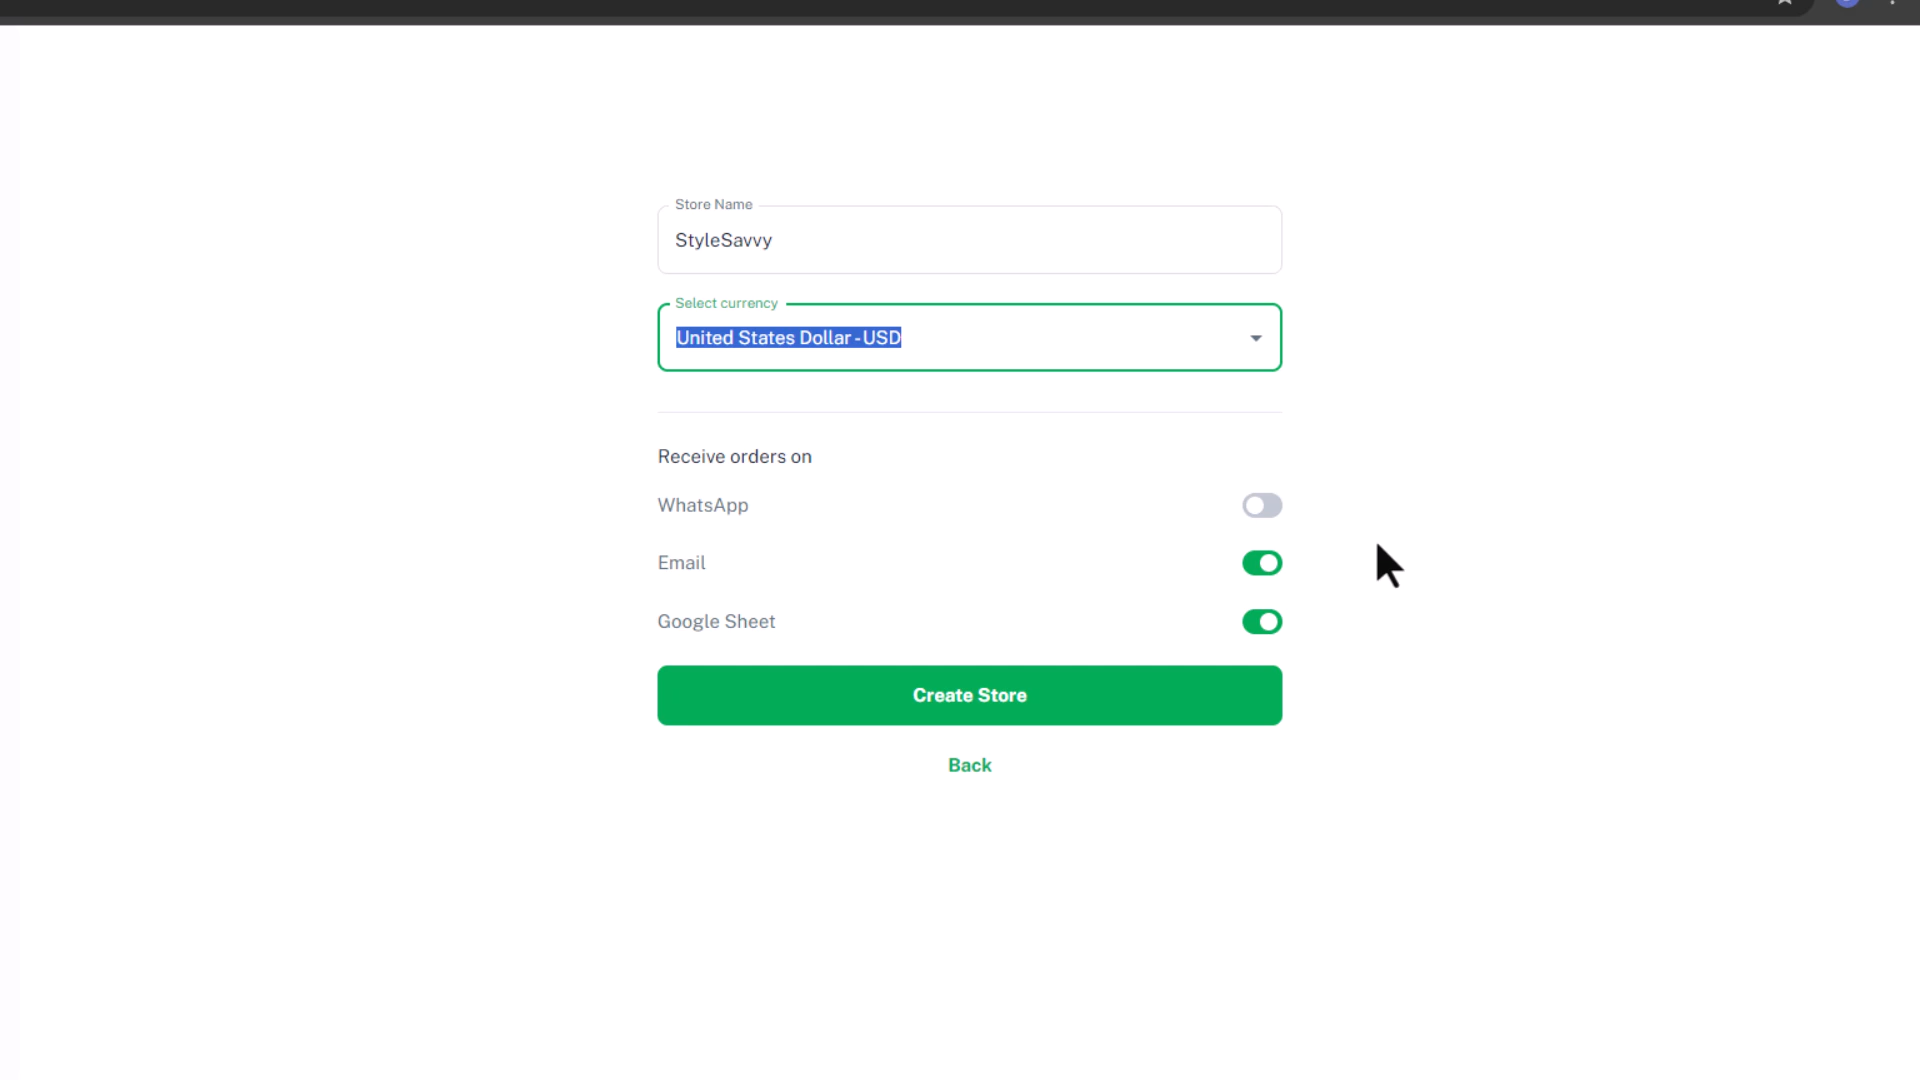 Store Name
StyleSavvy
Select currency
United States Dollar - USD
Receive orders on
WhatsApp
Email
Google Sheet
Create Store
Back